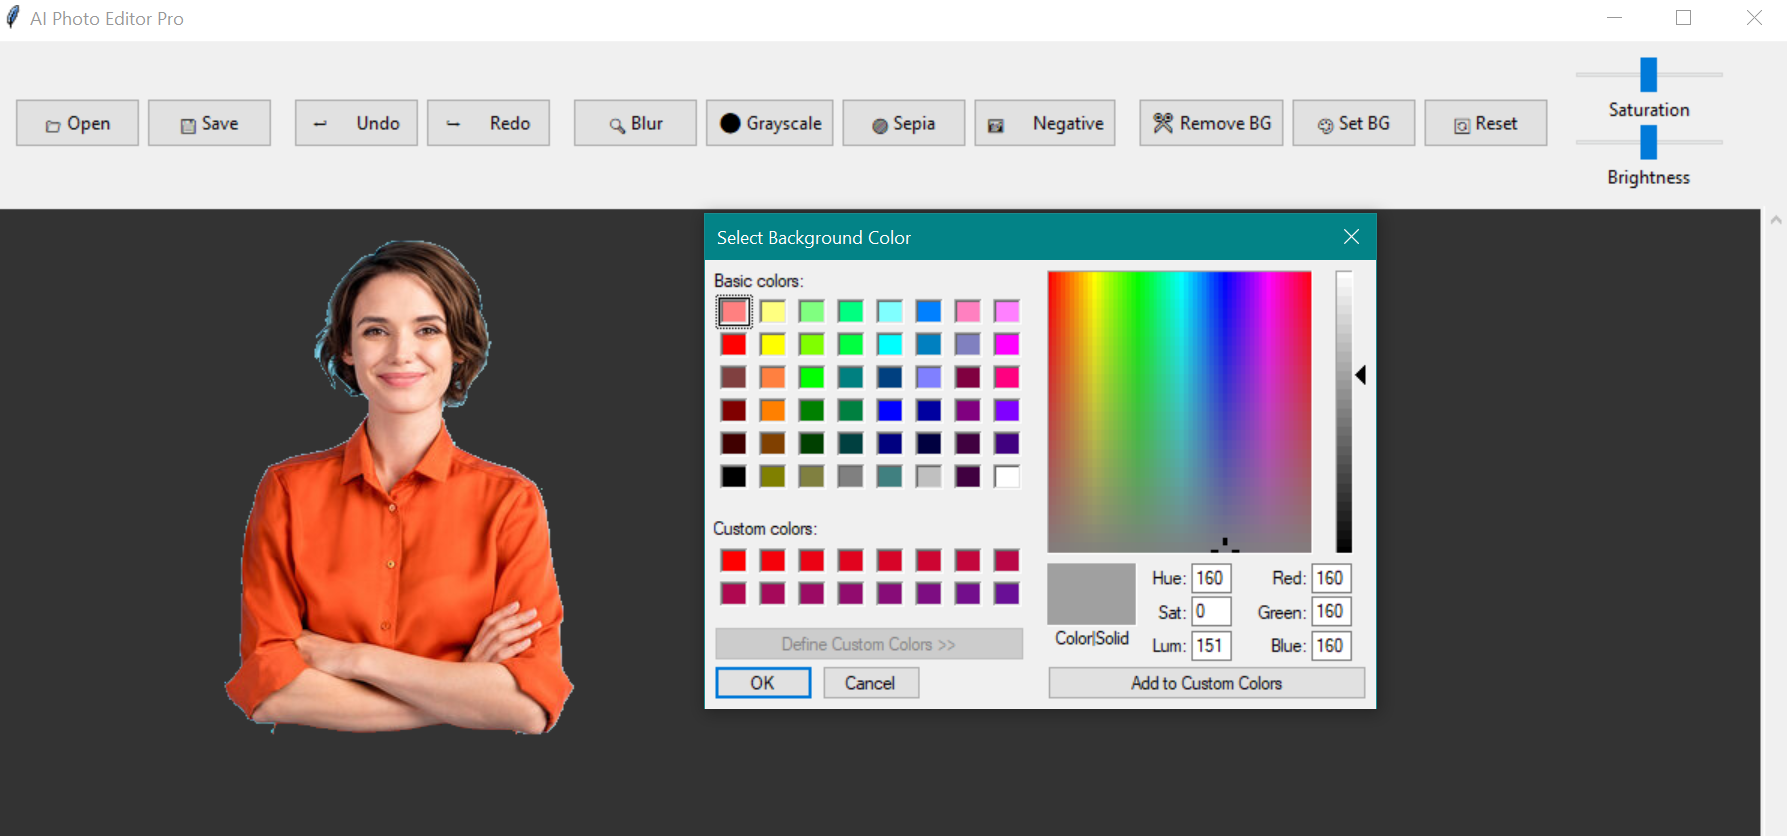 AI Photo Editor Pro
Open Save Undo Redo Blur Grayscale Sepia Negative Remove BG Set BG Reset
Saturation
Brightness
Select Background Color
Basic colors:
Custom colors:
Define Custom Colors >>
OK Cancel
Color|Solid
Hue: 160 Red: 160
Sat: 0 Green: 160
Lum: 151 Blue: 160
Add to Custom Colors